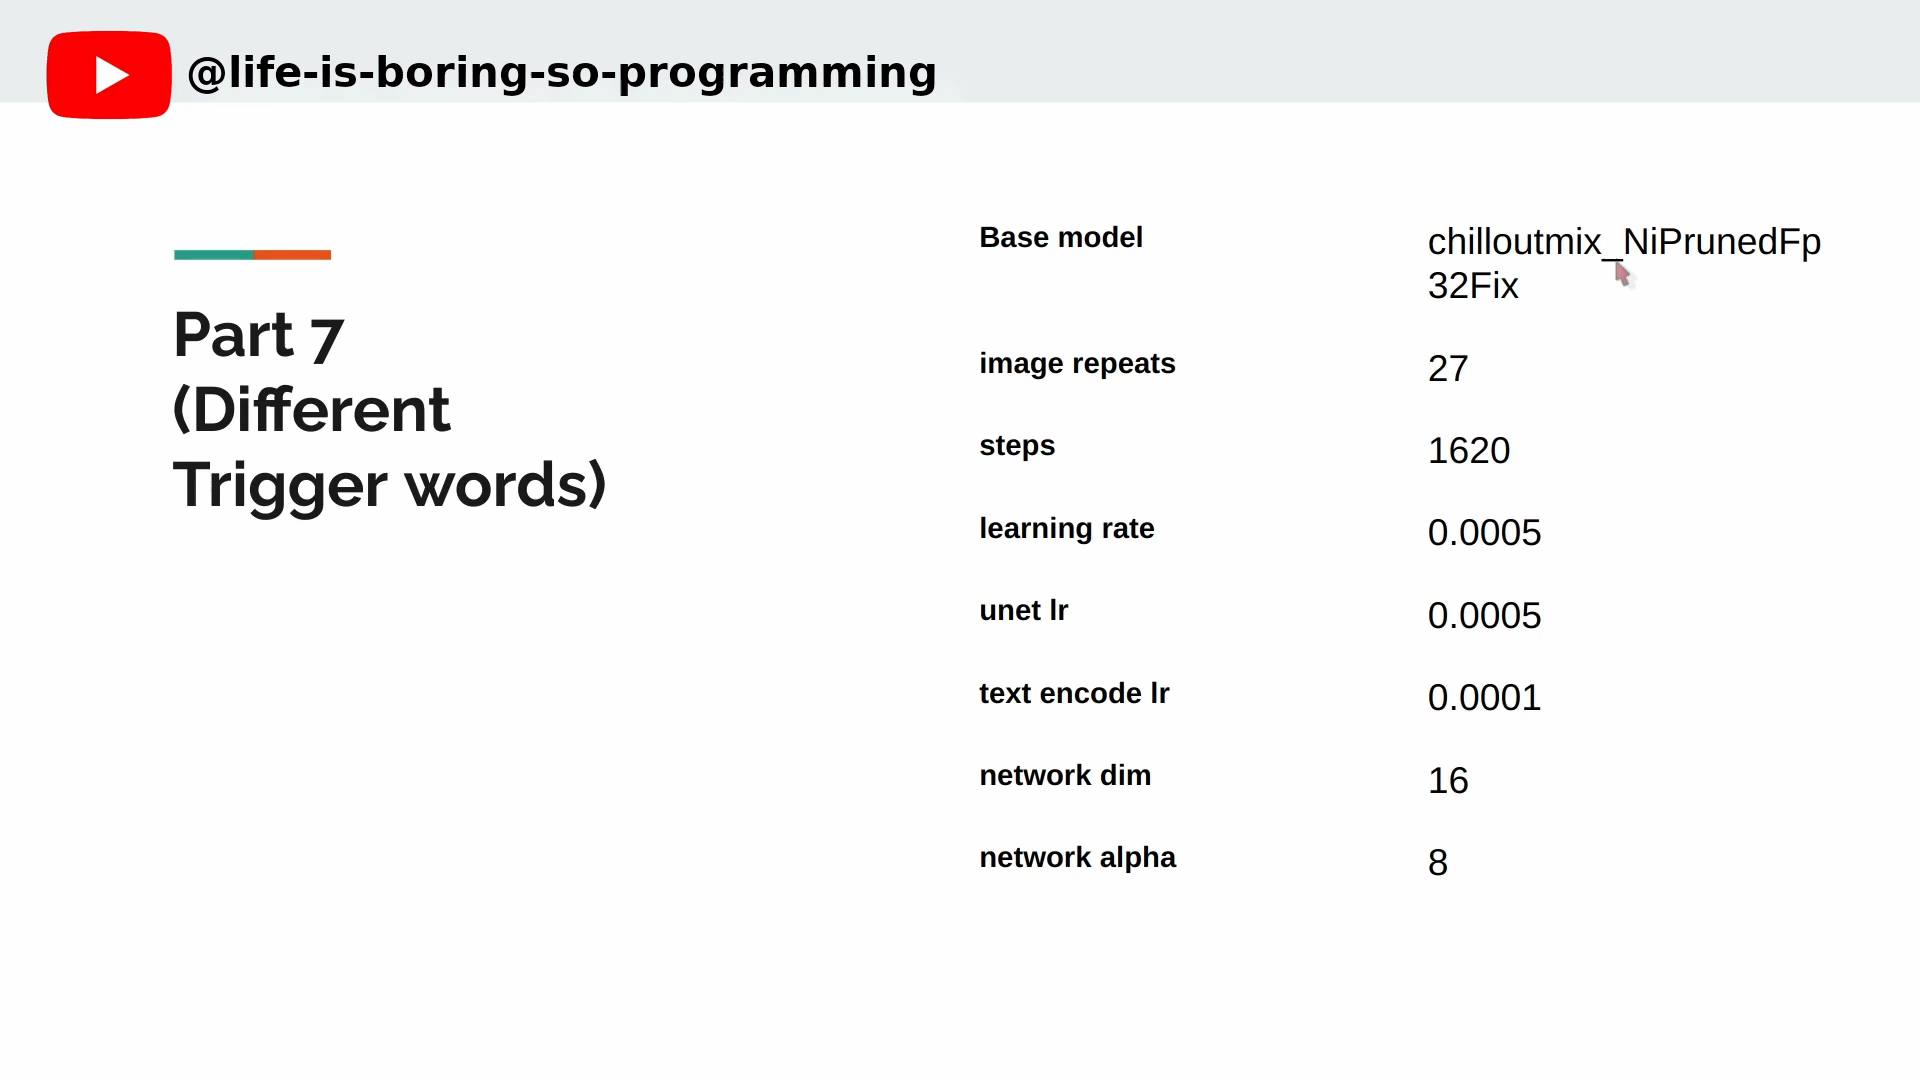 @life-is-boring-so-programming
Part 7
(Different
Trigger words)
Base model
chilloutmix_NiPrunedFp
32Fix
image repeats
27
steps
1620
learning rate
0.0005
unet lr
0.0005
text encode lr
0.0001
network dim
16
network alpha
8